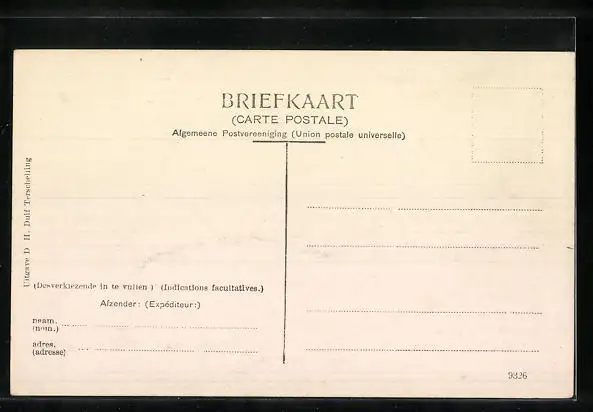 BRIEFKAART
(CARTE POSTALE)
Algemeene Postvereeniging (Union postale universelle)
Uitgave D. H. Duif Terschelling
(Desverkiezende in te vullen) (Indications facultatives.)
Afzender: (Expéditeur:)
naam.
(nom.)
adres.
(adresse)
9326